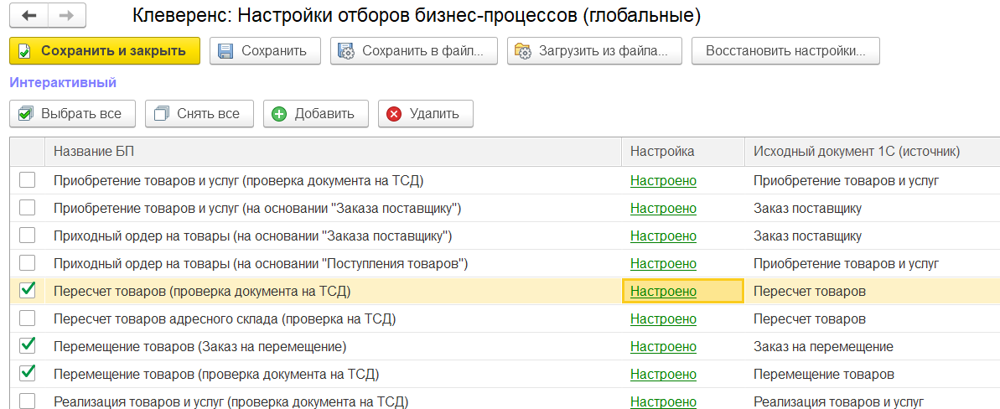 Клеверенс: Настройки отборов бизнес-процессов (глобальные)
Сохранить и закрыть Сохранить Сохранить в файл... Загрузить из файла... Восстановить настройки...
Интерактивный
Выбрать все Снять все Добавить Удалить
Название БП Настройка Исходный документ 1С (источник)
Приобретение товаров и услуг (проверка документа на ТСД) Настроено Приобретение товаров и услуг
Приобретение товаров и услуг (на основании "Заказа поставщику") Настроено Заказ поставщику
Приходный ордер на товары (на основании "Заказа поставщику") Настроено Заказ поставщику
Приходный ордер на товары (на основании "Поступления товаров") Настроено Приобретение товаров и услуг
Пересчет товаров (проверка документа на ТСД) Настроено Пересчет товаров
Пересчет товаров адресного склада (проверка на ТСД) Настроено Пересчет товаров
Перемещение товаров (Заказ на перемещение) Настроено Заказ на перемещение
Перемещение товаров (проверка документа на ТСД) Настроено Перемещение товаров
Реализация товаров и услуг (проверка документа на ТСД) Настроено Реализация товаров и услуг